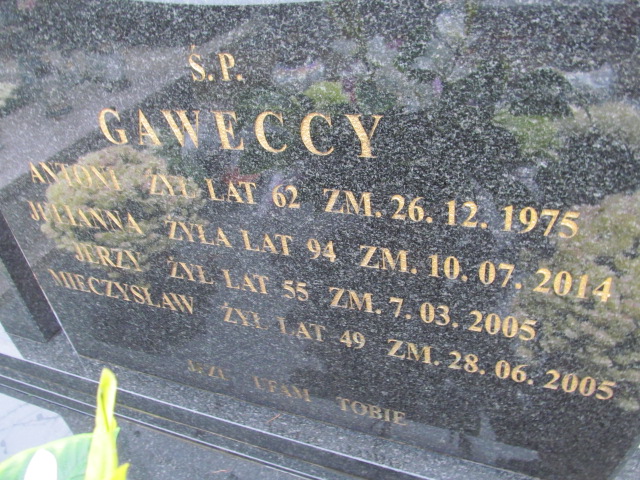 Ś.P.
GAWECCY
ANTONI ŻYŁ LAT 62 ZM. 26. 12. 1975
JULIANNA ŻYŁA LAT 94 ZM. 10. 07. 2014
JERZY ŻYŁ LAT 55 ZM. 7. 03. 2005
MIECZYSŁAW ŻYŁ LAT 49 ZM. 28. 06. 2005
JEZU UFAM TOBIE